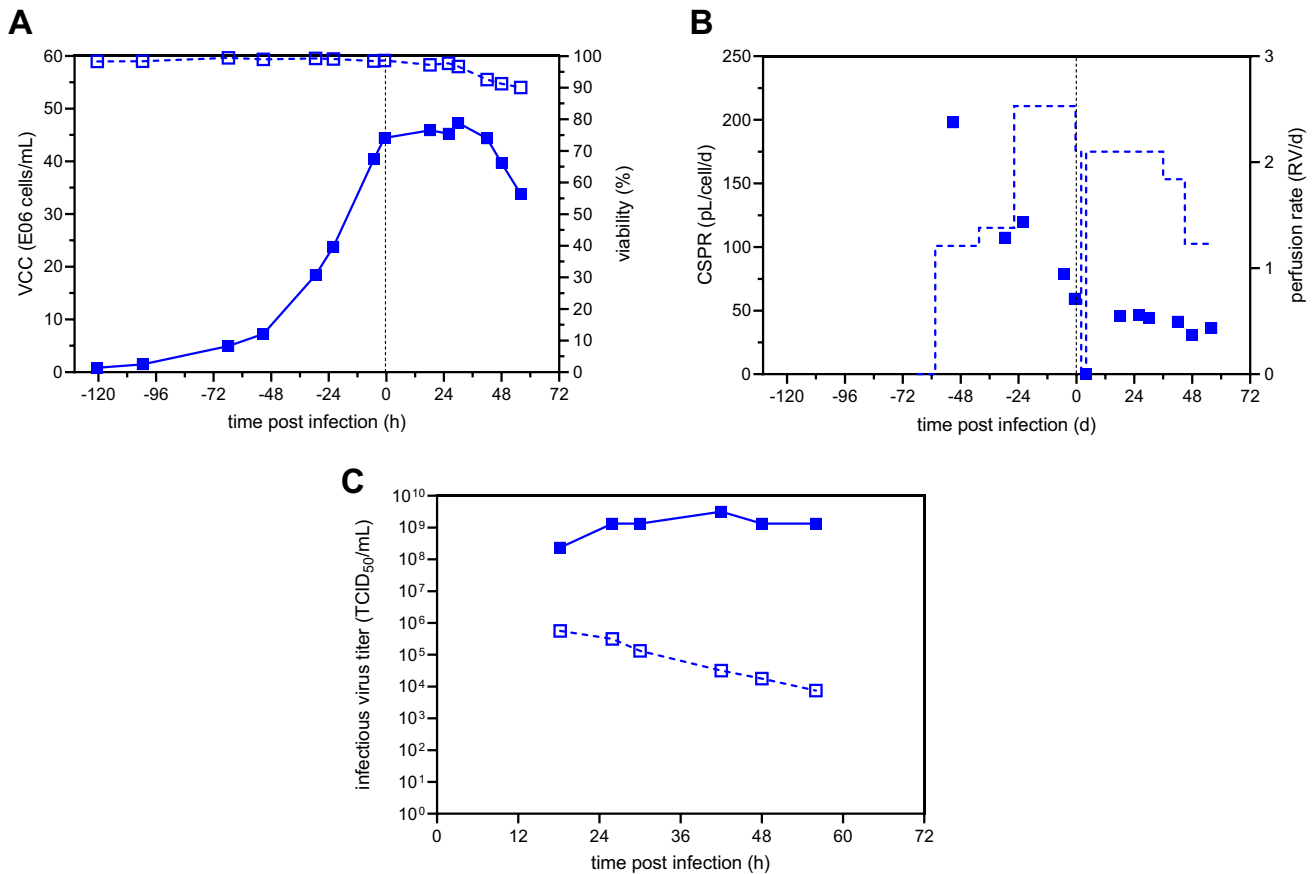 A
VCC (E06 cells/mL)
60
50
40
30
20
10
0
100
90
80
70
60
50
40
30
20
10
0
viability (%)
-120 -96 -72 -48 -24 0 24 48 72
time post infection (h)
B
CSPR (pL/cell/d)
250
200
150
100
50
0
3
2
1
0
perfusion rate (RV/d)
-120 -96 -72 -48 -24 0 24 48 72
time post infection (d)
C
infectious virus titer (TCID₅₀/mL)
10¹⁰
10⁹
10⁸
10⁷
10⁶
10⁵
10⁴
10³
10²
10¹
10⁰
0 12 24 36 48 60 72
time post infection (h)